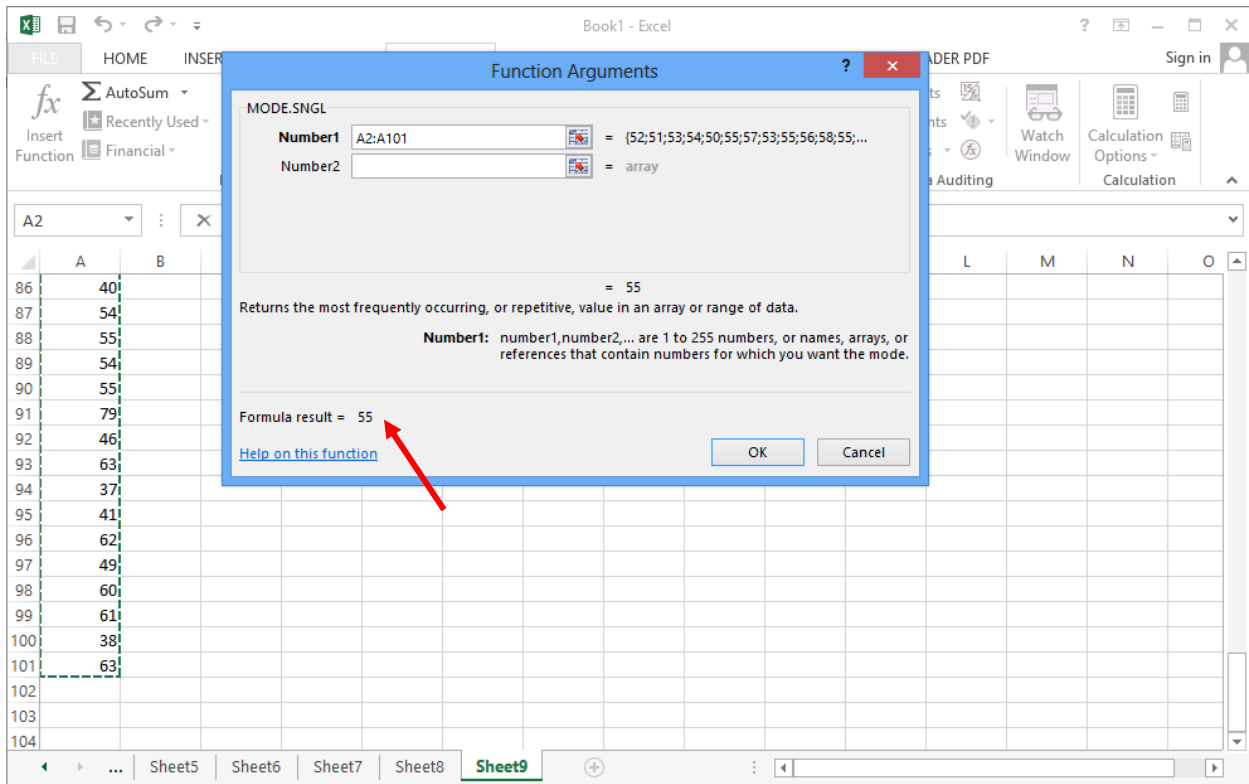 Book1 - Excel
FILE HOME INSER ADER PDF Sign in
AutoSum
Recently Used
Financial
fx
Insert
Function
Watch
Window
Calculation
Options
Auditing
Calculation
A2
Function Arguments
MODE.SNGL
Number1 A2:A101 = {52;51;53;54;50;55;57;53;55;56;58;55;...
Number2 = array
= 55
Returns the most frequently occurring, or repetitive, value in an array or range of data.
Number1: number1,number2,... are 1 to 255 numbers, or names, arrays, or
references that contain numbers for which you want the mode.
Formula result = 55
Help on this function
OK Cancel
A B L M N O
86 40
87 54
88 55
89 54
90 55
91 79
92 46
93 63
94 37
95 41
96 62
97 49
98 60
99 61
100 38
101 63
102
103
104
... Sheet5 Sheet6 Sheet7 Sheet8 Sheet9